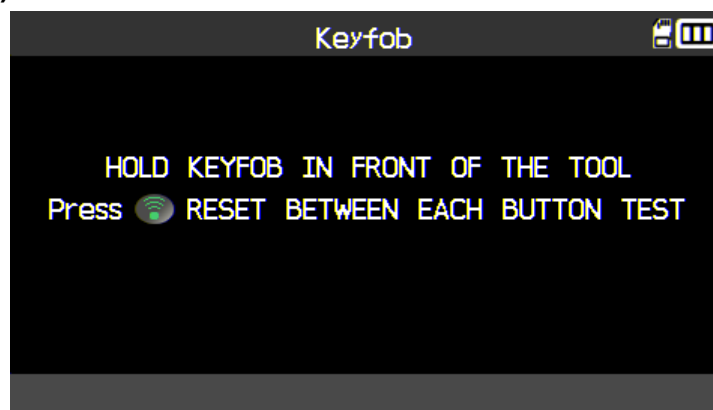 Keyfob
HOLD KEYFOB IN FRONT OF THE TOOL
Press RESET BETWEEN EACH BUTTON TEST